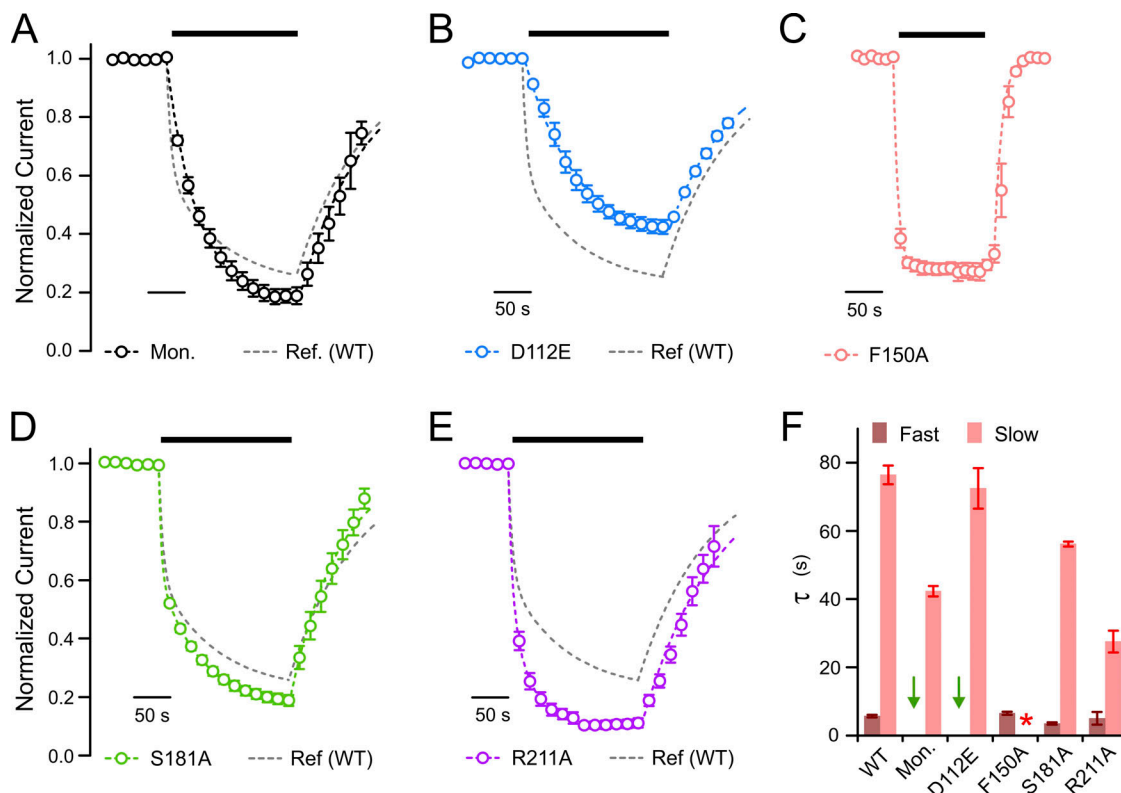 A
B
C
Normalized Current
1.0
0.8
0.6
0.4
0.2
0.0
50 s
50 s
Mon.
Ref. (WT)
D112E
Ref (WT)
F150A
D
E
F
Normalized Current
1.0
0.8
0.6
0.4
0.2
0.0
50 s
50 s
S181A
Ref (WT)
R211A
Ref (WT)
Fast
Slow
τ (s)
80
60
40
20
0
*
WT
Mon.
D112E
F150A
S181A
R211A